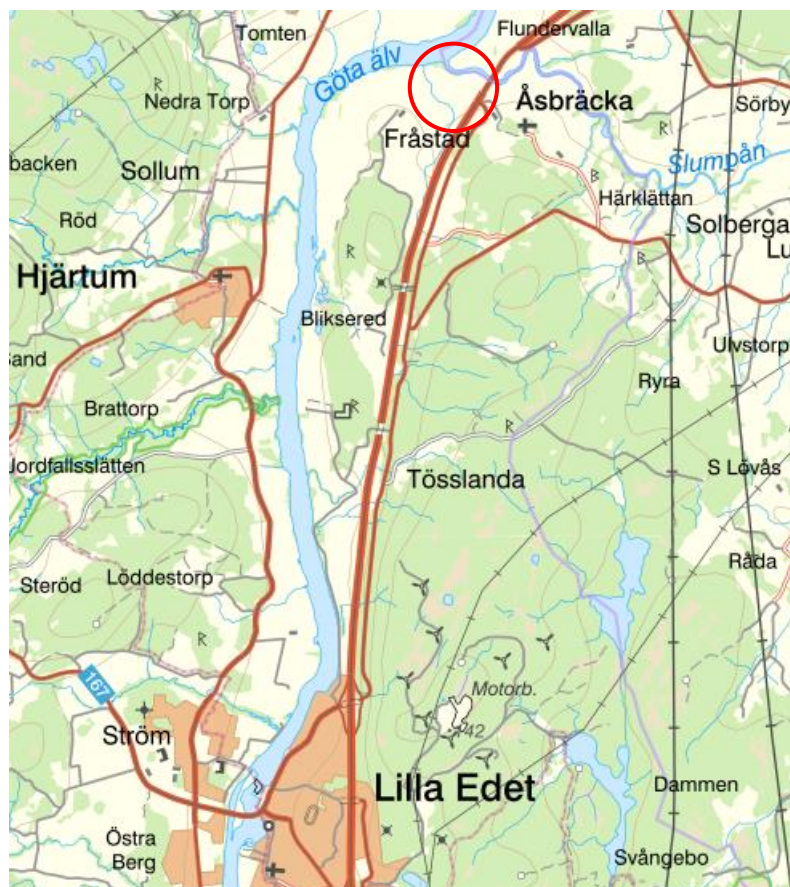 Flundervalla
Tomten
Göta älv
Nedra Torp
Åsbräcka
Sörby
Fråstad
backen
Sollum
Slumpån
Härklättan
Röd
Solberga
Lu
Hjärtum
Bliksered
Sand
Ulvstorp
Ryra
Brattorp
Jordfallsslätten
Tösslanda
S Lövås
Råda
Steröd
Löddestorp
167
Motorb.
Ström
Lilla Edet
Dammen
Östra
Berg
Svångebo